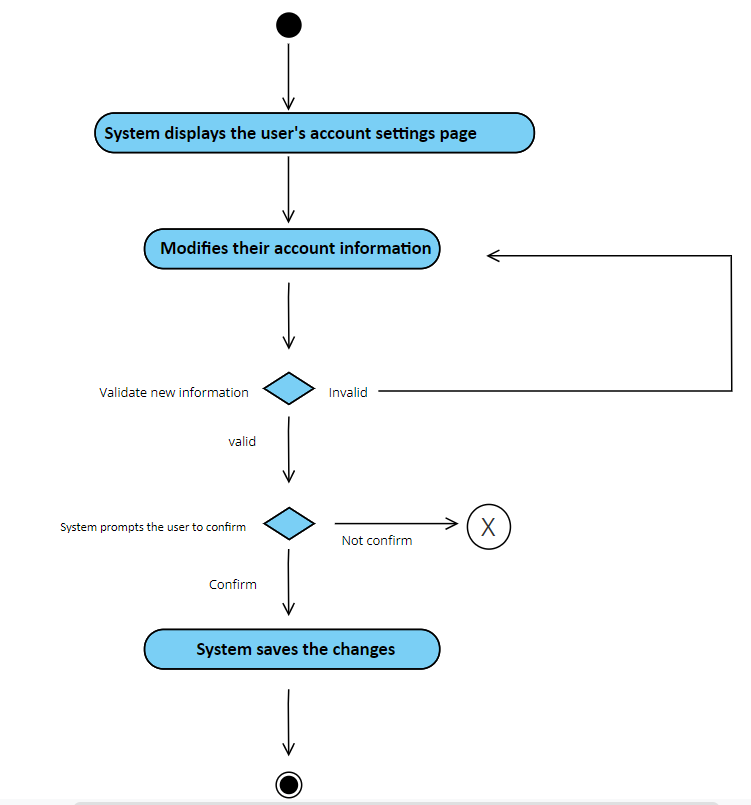 System displays the user's account settings page
Modifies their account information
Validate new information
Invalid
valid
System prompts the user to confirm
X
Not confirm
Confirm
System saves the changes